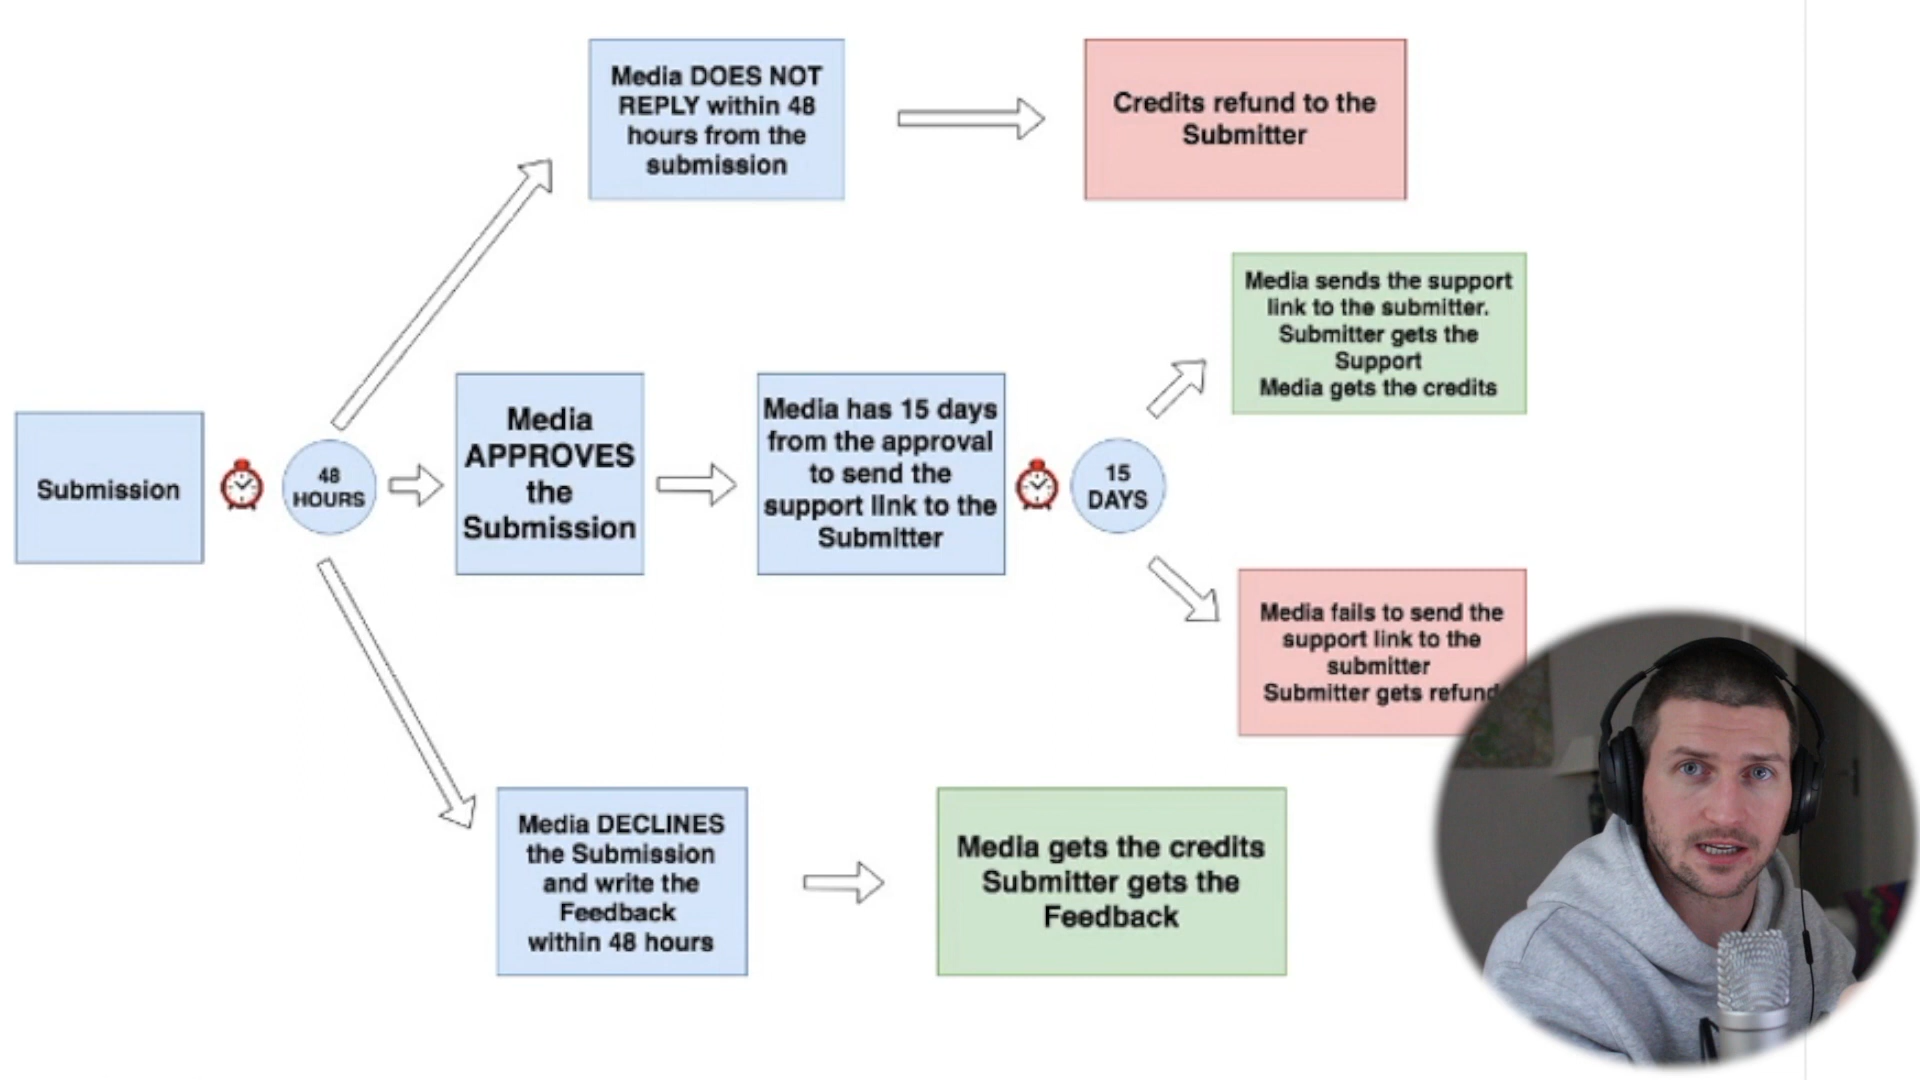 Media DOES NOT
REPLY within 48
hours from the
submission
Credits refund to the
Submitter
Media sends the support
link to the submitter.
Submitter gets the
Support
Media gets the credits
Submission
48
HOURS
Media
APPROVES
the
Submission
Media has 15 days
from the approval
to send the
support link to the
Submitter
15
DAYS
Media fails to send the
support link to the
submitter
Submitter gets refund
Media DECLINES
the Submission
and write the
Feedback
within 48 hours
Media gets the credits
Submitter gets the
Feedback